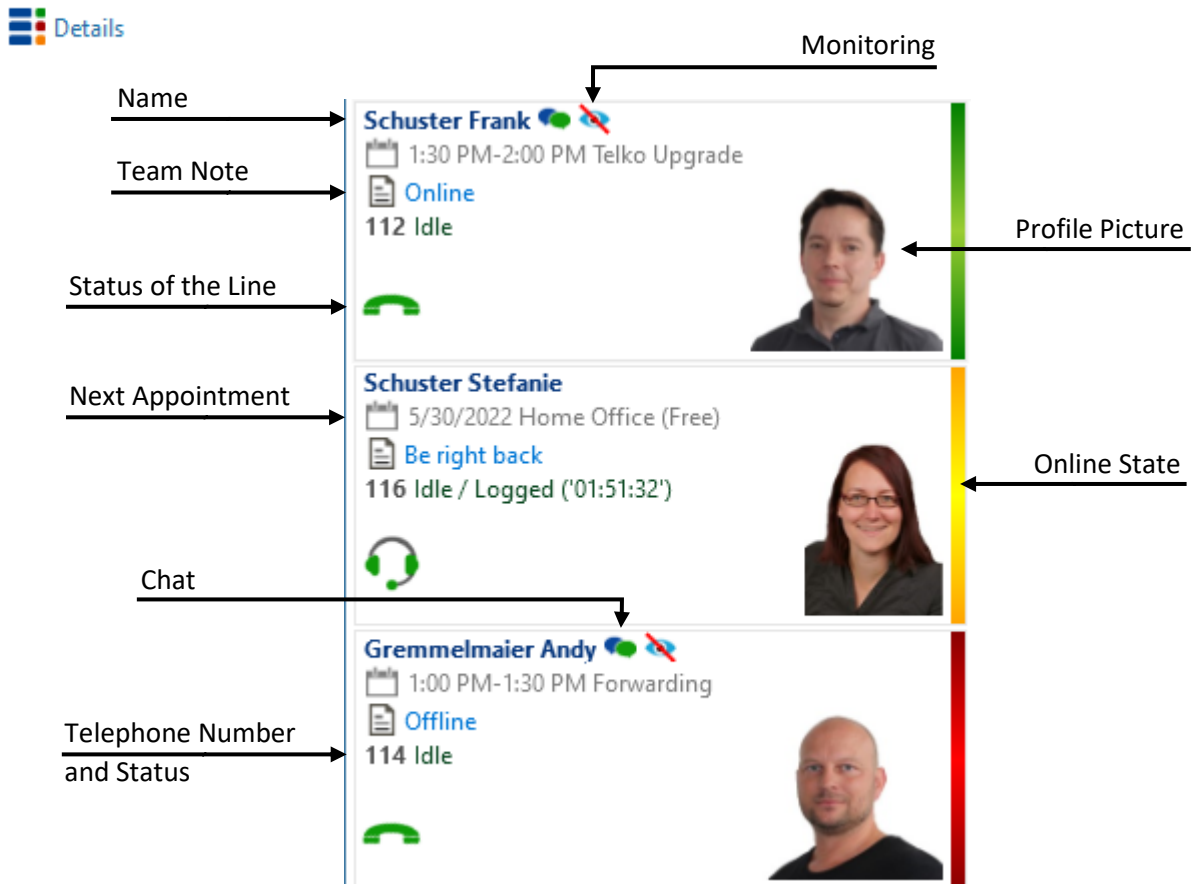 Details
Monitoring
Name
Schuster Frank
1:30 PM-2:00 PM Telko Upgrade
Team Note
Online
112 Idle
Profile Picture
Status of the Line
Schuster Stefanie
Next Appointment
5/30/2022 Home Office (Free)
Be right back
Online State
116 Idle / Logged ('01:51:32')
Chat
Gremmelmaier Andy
1:00 PM-1:30 PM Forwarding
Offline
Telephone Number
and Status
114 Idle